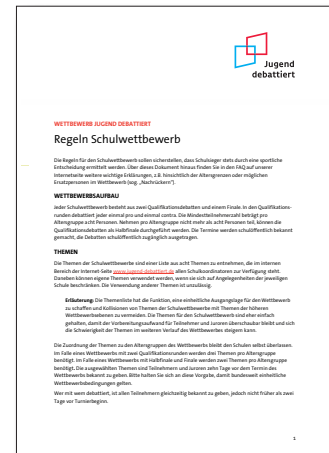 Jugend
debattiert
WETTBEWERB JUGEND DEBATTIERT
Regeln Schulwettbewerb
Die Regeln für den Schulwettbewerb sollen sicherstellen, dass Schulsieger stets durch eine sportliche
Entscheidung ermittelt werden. Über dieses Dokument hinaus finden Sie in den FAQ auf unserer
Internetseite weitere wichtige Erklärungen, z.B. hinsichtlich der Altersgrenzen oder möglichen
Ersatzpersonen im Wettbewerb (sog. „Nachrücker“).
WETTBEWERBSAUFBAU
Jeder Schulwettbewerb besteht aus zwei Qualifikationsdebatten und einem Finale. In den Qualifikations-
runden debattiert jeder einmal pro und einmal contra. Die Mindestteilnehmerzahl beträgt pro
Altersgruppe acht Personen. Nehmen pro Altersgruppe nicht mehr als acht Personen teil, können die
Qualifikationsdebatten als Halbfinale durchgeführt werden. Die Termine werden schulöffentlich bekannt
gemacht, die Debatten schulöffentlich zugänglich ausgetragen.
THEMEN
Die Themen der Schulwettbewerbe sind einer Liste aus acht Themen zu entnehmen, die im internen
Bereich der Internet-Seite www.jugend-debattiert.de allen Schulkoordinatoren zur Verfügung steht.
Daneben können eigene Themen verwendet werden, wenn sie sich auf Angelegenheiten der jeweiligen
Schule beschränken. Die Verwendung anderer Themen ist unzulässig.
Erläuterung: Die Themenliste hat die Funktion, eine einheitliche Ausgangslage für den Wettbewerb
zu schaffen und Kollisionen von Themen der Schulwettbewerbe mit Themen der höheren
Wettbewerbsebenen zu vermeiden. Die Themen für den Schulwettbewerb sind eher einfach
gehalten, damit der Vorbereitungsaufwand für Teilnehmer und Juroren überschaubar bleibt und sich
die Schwierigkeit der Themen im weiteren Verlauf des Wettbewerbes steigern kann.
Die Zuordnung der Themen zu den Altersgruppen des Wettbewerbs bleibt den Schulen selbst überlassen.
Im Falle eines Wettbewerbs mit zwei Qualifikationsrunden werden drei Themen pro Altersgruppe
benötigt. Im Falle eines Wettbewerbs mit Halbfinale und Finale werden zwei Themen pro Altersgruppe
benötigt. Die ausgewählten Themen sind Teilnehmern und Juroren zehn Tage vor dem Termin des
Wettbewerbs bekannt zu geben. Bitte halten Sie sich an diese Vorgabe, damit bundesweit einheitliche
Wettbewerbsbedingungen gelten.
Wer mit wem debattiert, ist allen Teilnehmern gleichzeitig bekannt zu geben, jedoch nicht früher als zwei
Tage vor Turnierbeginn.
1